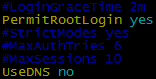 #LoginGraceTime 2m
PermitRootLogin yes
#StrictModes yes
#MaxAuthTries 6
#MaxSessions 10
UseDNS no